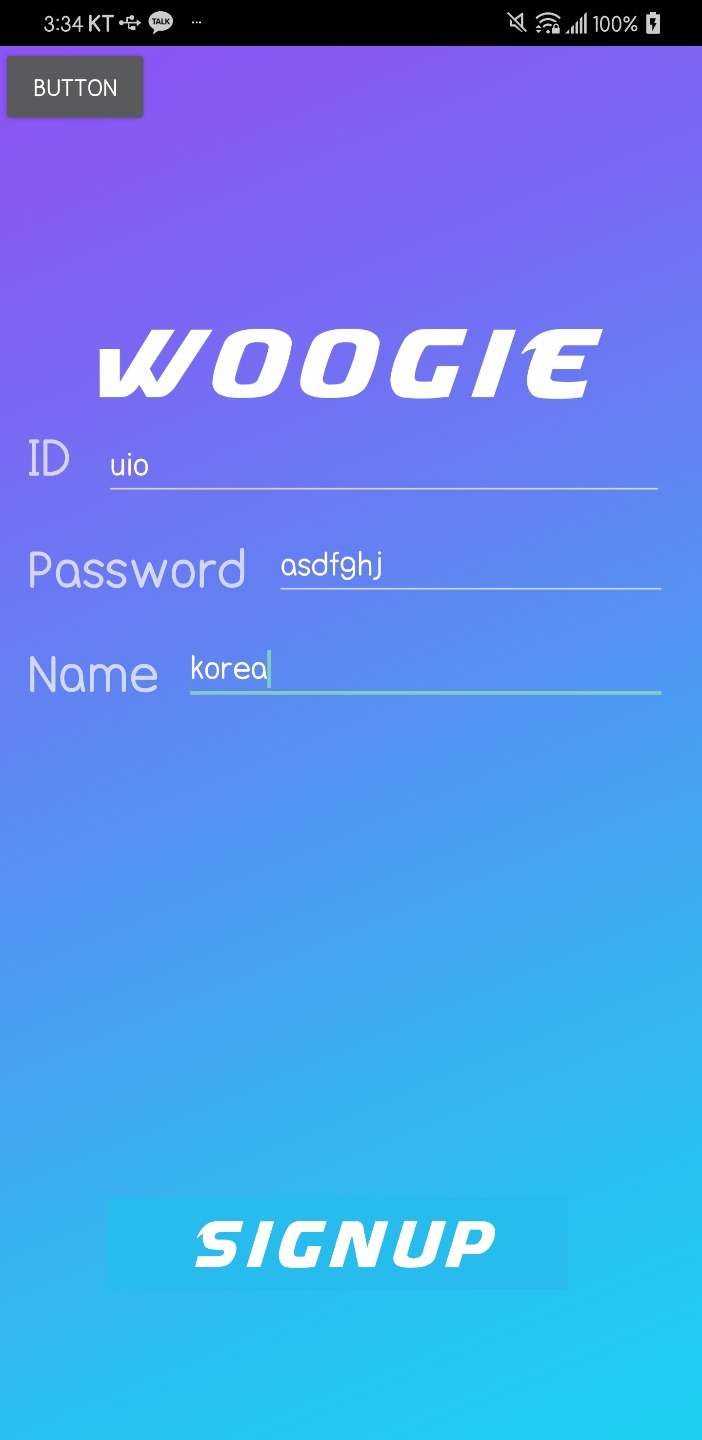 3:34 KT TALK ... 100%
BUTTON
WOOGIE
ID uio
Password asdfghj
Name korea
SIGNUP